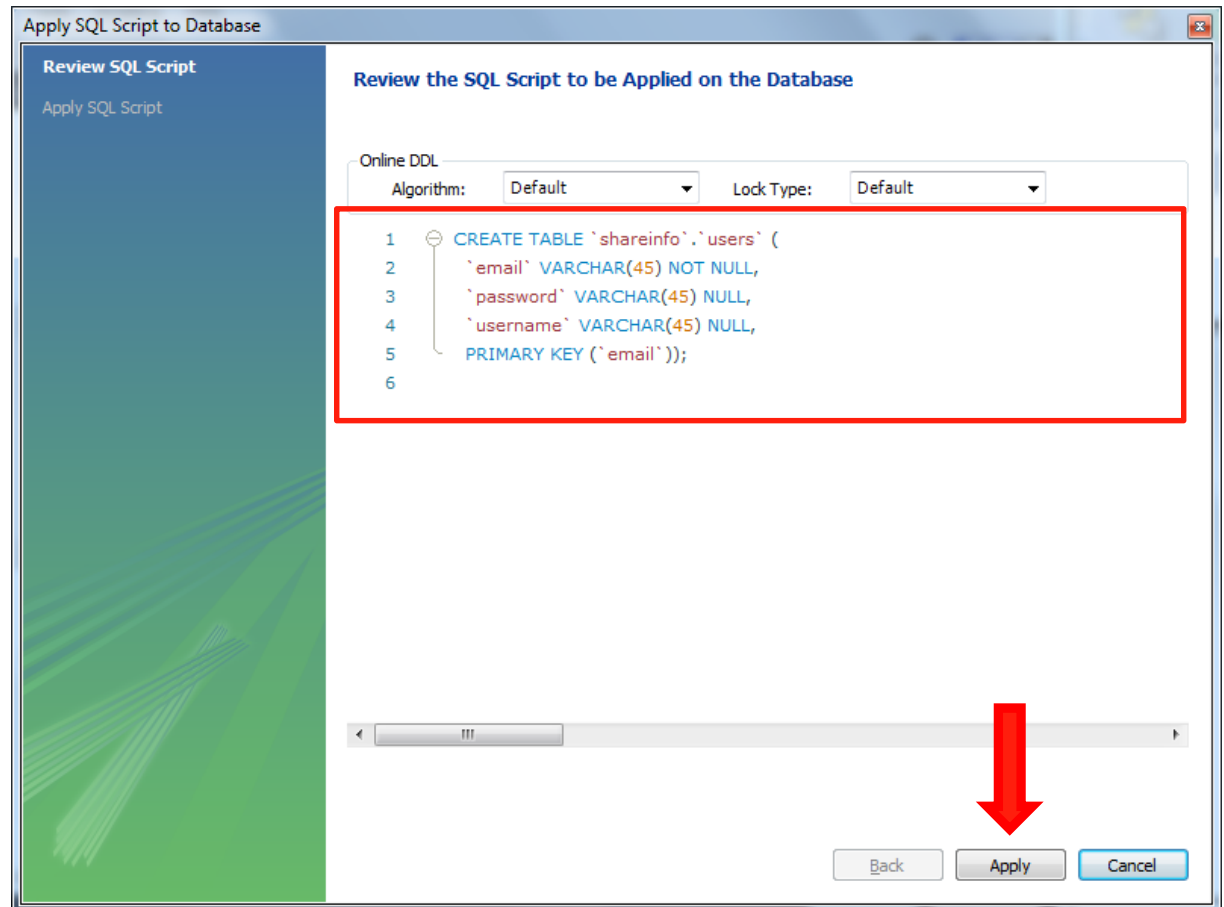 Apply SQL Script to Database
Review SQL Script
Apply SQL Script
Review the SQL Script to be Applied on the Database
Online DDL
Algorithm: Default Lock Type: Default
1 CREATE TABLE `shareinfo`.`users` (
2 `email` VARCHAR(45) NOT NULL,
3 `password` VARCHAR(45) NULL,
4 `username` VARCHAR(45) NULL,
5 PRIMARY KEY (`email`));
6
Back Apply Cancel